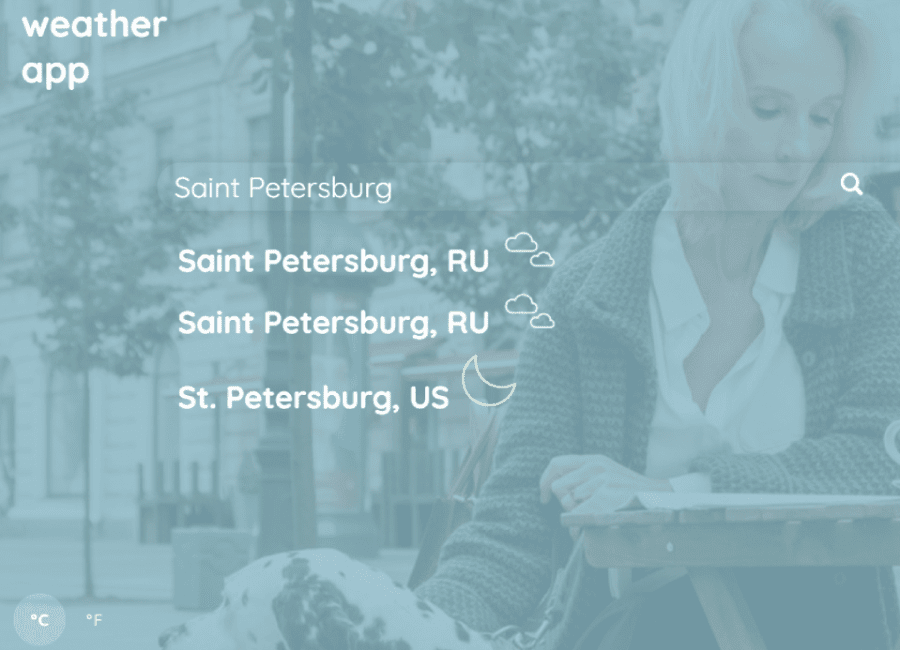 weather
app
Saint Petersburg
Saint Petersburg, RU
Saint Petersburg, RU
St. Petersburg, US
°C °F